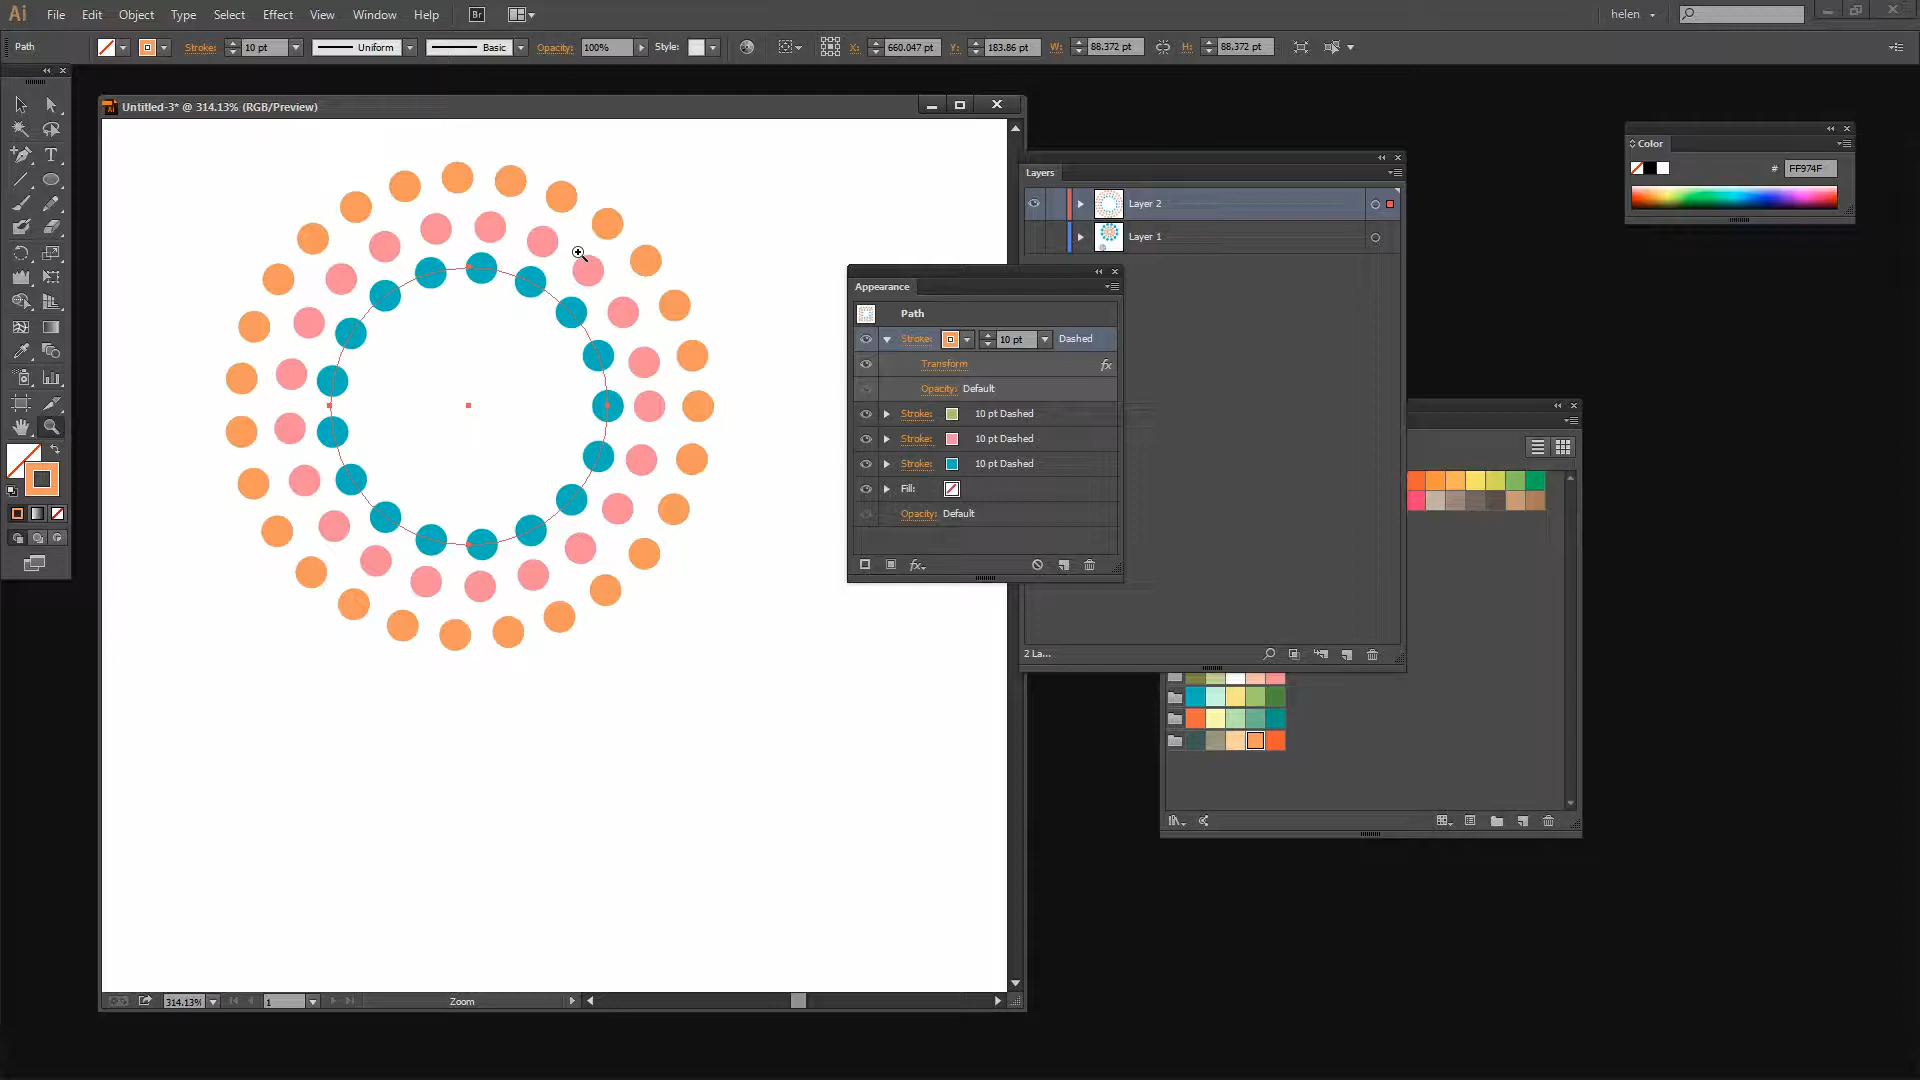 Ai File Edit Object Type Select Effect View Window Help Br helen
Path Stroke: 10 pt Uniform Basic Opacity: 100% Style: X: 660.047 pt Y: 183.86 pt W: 88.372 pt H: 88.372 pt
Untitled-3* @ 314.13% (RGB/Preview)
Color
# FF974F
Layers
Layer 2
Layer 1
2 La...
Appearance
Path
Stroke: 10 pt Dashed
Transform fx
Opacity: Default
Stroke: 10 pt Dashed
Stroke: 10 pt Dashed
Stroke: 10 pt Dashed
Fill:
Opacity: Default
fx
T
314.13% 1 Zoom